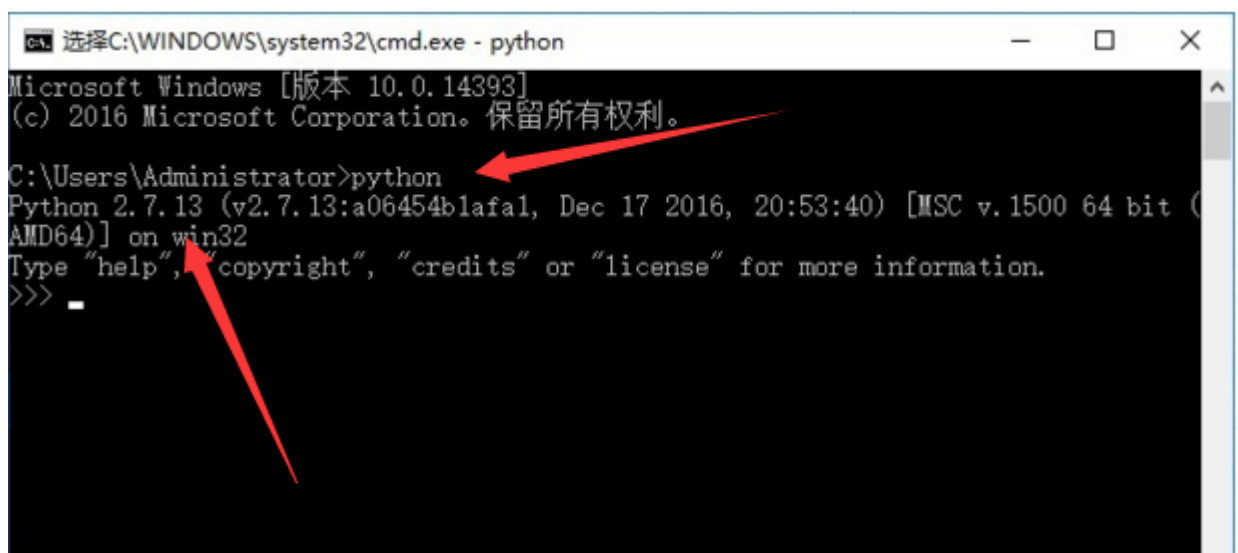 选择C:\WINDOWS\system32\cmd.exe - python
Microsoft Windows [版本 10.0.14393]
(c) 2016 Microsoft Corporation。保留所有权利。
C:\Users\Administrator>python
Python 2.7.13 (v2.7.13:a06454b1afa1, Dec 17 2016, 20:53:40) [MSC v.1500 64 bit (
AMD64)] on win32
Type "help", "copyright", "credits" or "license" for more information.
>>>